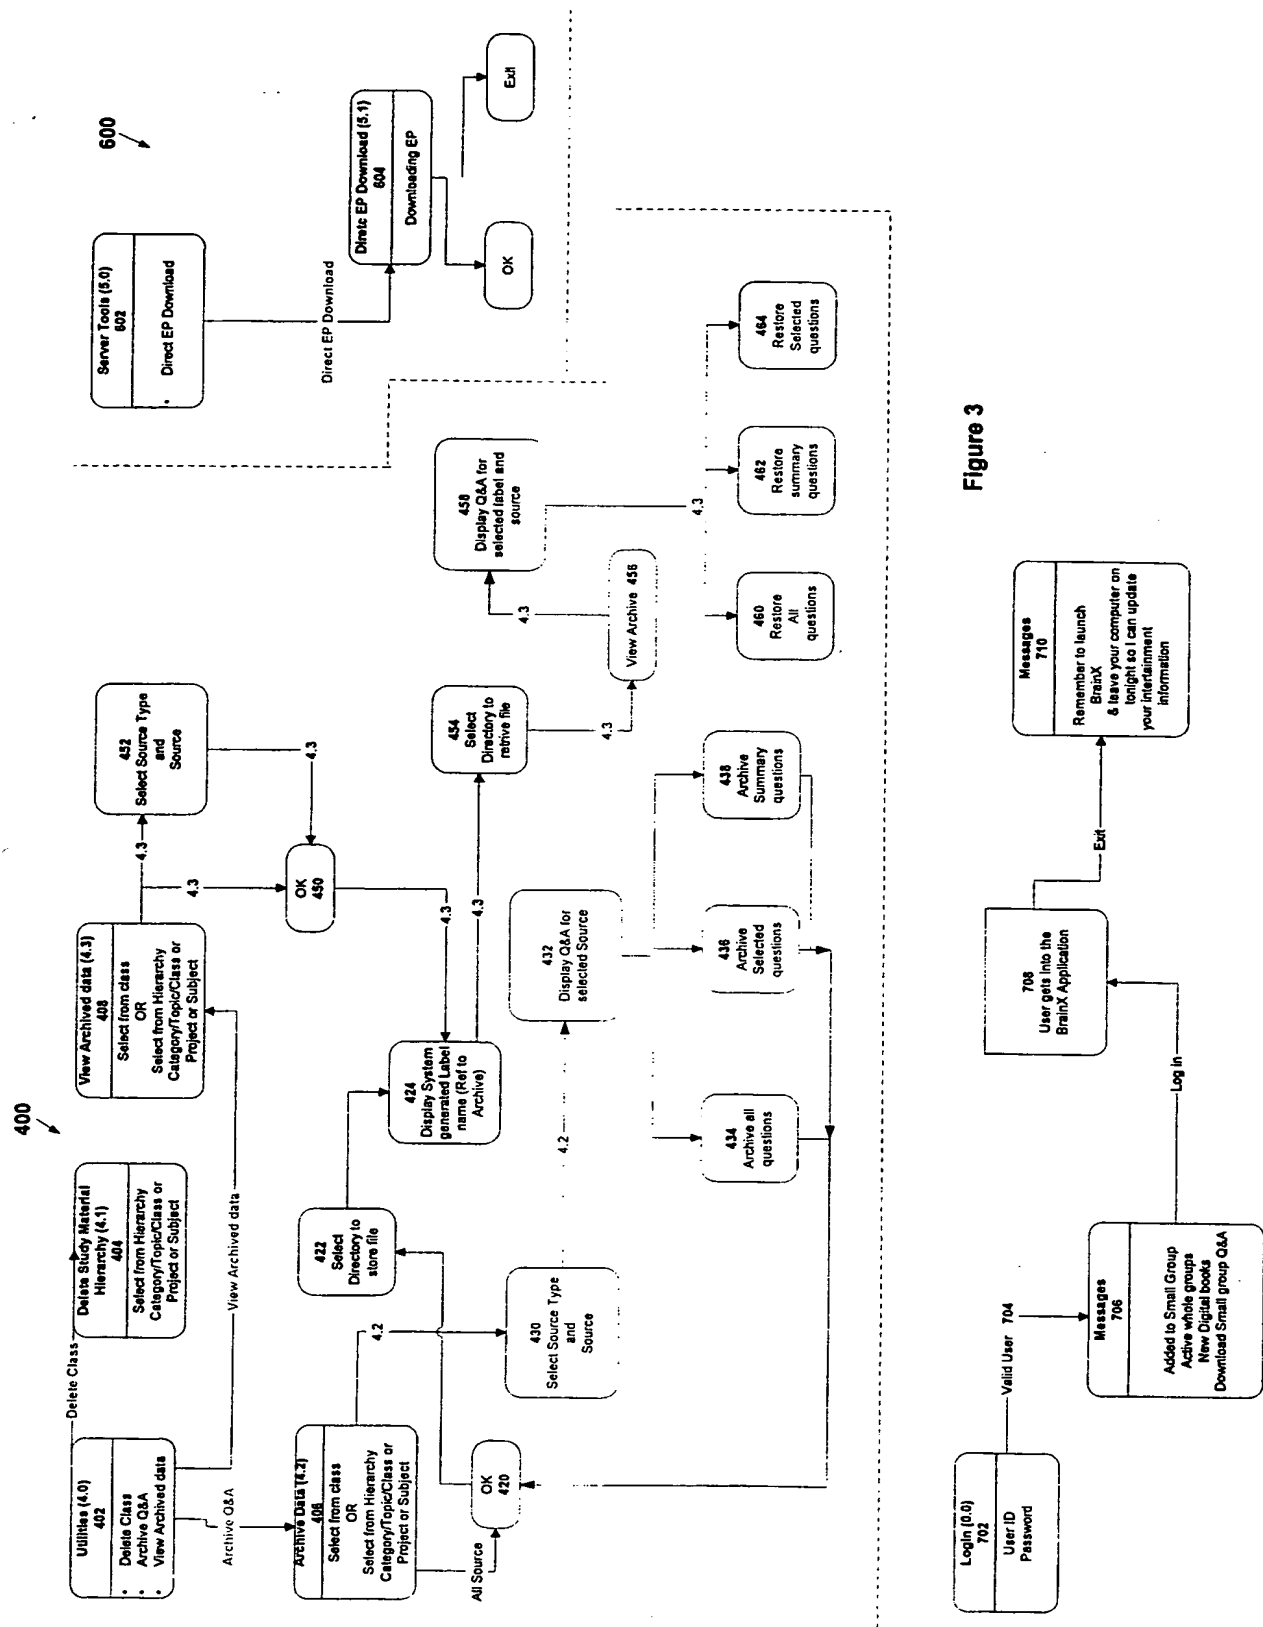 400
Utilities (4.0)
402
Delete Class
Archive Q&A
View Archived data
Delete Class
Archive Q&A
View Archived data
Delete Study Material
Hierarchy (4.1)
404
Select from Hierarchy
Category/Topic/Class or
Project or Subject
View Archived data (4.3)
408
Select from class
OR
Select from Hierarchy
Category/Topic/Class or
Project or Subject
4.3
452
Select Source Type
and
Source
4.3
4.3
OK
450
Archive Data (4.2)
406
Select from class
OR
Select from Hierarchy
Category/Topic/Class or
Project or Subject
All Source
4.2
OK
420
422
Select
Directory to
store file
424
Display System
generated Label
name (Ref to
Archive)
4.3
4.3
454
Select
Directory to
retrive file
4.3
View Archive 456
4.3
458
Display Q&A for
selected label and
source
4.3
430
Select Source Type
and
Source
4.2
432
Display Q&A for
selected Source
434
Archive all
questions
436
Archive
Selected
questions
438
Archive
Summary
questions
460
Restore
All
questions
462
Restore
summary
questions
464
Restore
Selected
questions
600
Server Tools (5.0)
602
Direct EP Download
Direct EP Download
Diretc EP Download (5.1)
604
Downloading EP
OK
Exit
Login (0.0)
702
User ID
Password
Valid User 704
Messages
706
Added to Small Group
Active whole groups
New Digital books
Download Small group Q&A
Log in
708
User gets into the
BrainX Application
Exit
Messages
710
Remember to launch
BrainX
& leave your computer on
tonight so I can update
your intertainment
information
Figure 3